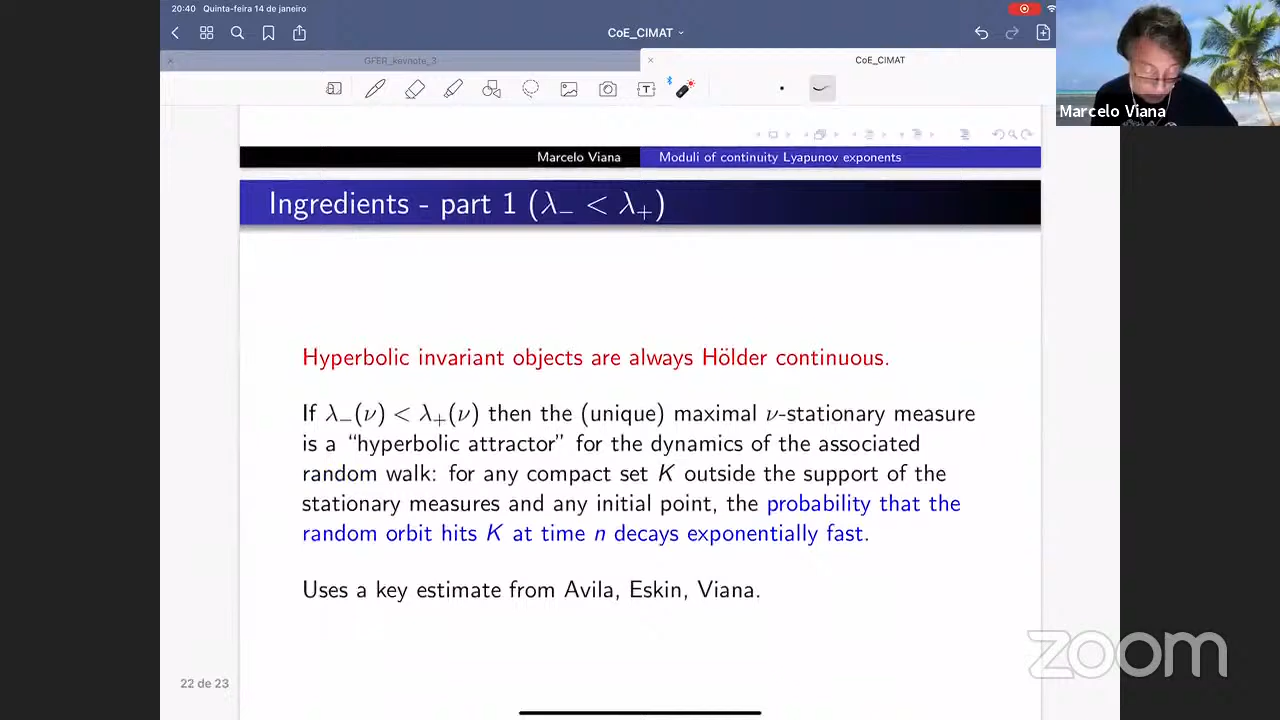 20:40 Quinta-feira 14 de janeiro
CoE_CIMAT
GFER_keynote_3
CoE_CIMAT
T
Marcelo Viana
Marcelo Viana Moduli of continuity Lyapunov exponents
Ingredients - part 1 (λ₋ < λ₊)
Hyperbolic invariant objects are always Hölder continuous.
If λ₋(ν) < λ₊(ν) then the (unique) maximal ν-stationary measure
is a “hyperbolic attractor” for the dynamics of the associated
random walk: for any compact set K outside the support of the
stationary measures and any initial point, the probability that the
random orbit hits K at time n decays exponentially fast.
Uses a key estimate from Avila, Eskin, Viana.
22 de 23
zoom